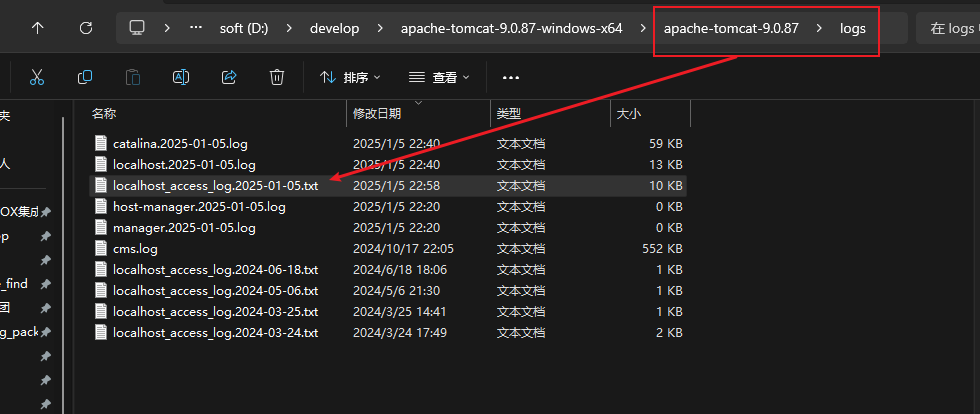 soft (D:) > develop > apache-tomcat-9.0.87-windows-x64 > apache-tomcat-9.0.87 > logs
在 logs
排序 查看
夹
人
OX集成
p
_find
团
g_pack
名称 修改日期 类型 大小
catalina.2025-01-05.log 2025/1/5 22:40 文本文档 59 KB
localhost.2025-01-05.log 2025/1/5 22:40 文本文档 13 KB
localhost_access_log.2025-01-05.txt 2025/1/5 22:58 文本文档 10 KB
host-manager.2025-01-05.log 2025/1/5 22:20 文本文档 0 KB
manager.2025-01-05.log 2025/1/5 22:20 文本文档 0 KB
cms.log 2024/10/17 22:05 文本文档 552 KB
localhost_access_log.2024-06-18.txt 2024/6/18 18:06 文本文档 1 KB
localhost_access_log.2024-05-06.txt 2024/5/6 21:30 文本文档 1 KB
localhost_access_log.2024-03-25.txt 2024/3/25 14:41 文本文档 1 KB
localhost_access_log.2024-03-24.txt 2024/3/24 17:49 文本文档 2 KB